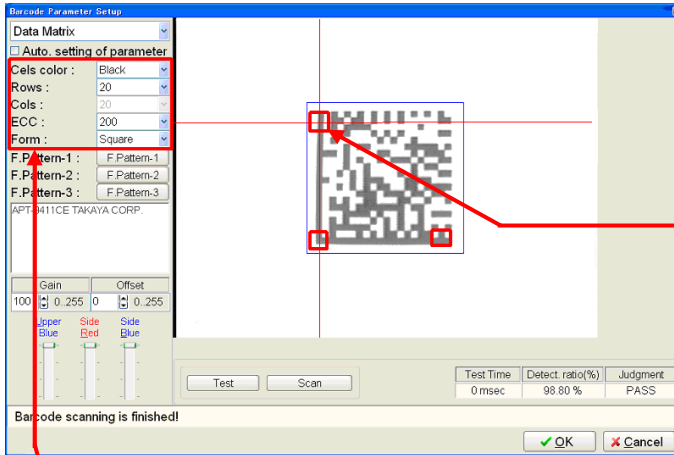 Barcode Parameter Setup
Data Matrix
Auto. setting of parameter
Cels color : Black
Rows : 20
Cols : 20
ECC : 200
Form : Square
F.Pattern-1 : F.Pattern-1
F.Pattern-2 : F.Pattern-2
F.Pattern-3 : F.Pattern-3
APT-9411CE TAKAYA CORP.
Gain Offset
100 0..255 0 0..255
Upper Side Side
Blue Red Blue
Test Scan
Test Time Detect. ratio(%) Judgment
0 msec 98.80 % PASS
Barcode scanning is finished!
OK Cancel